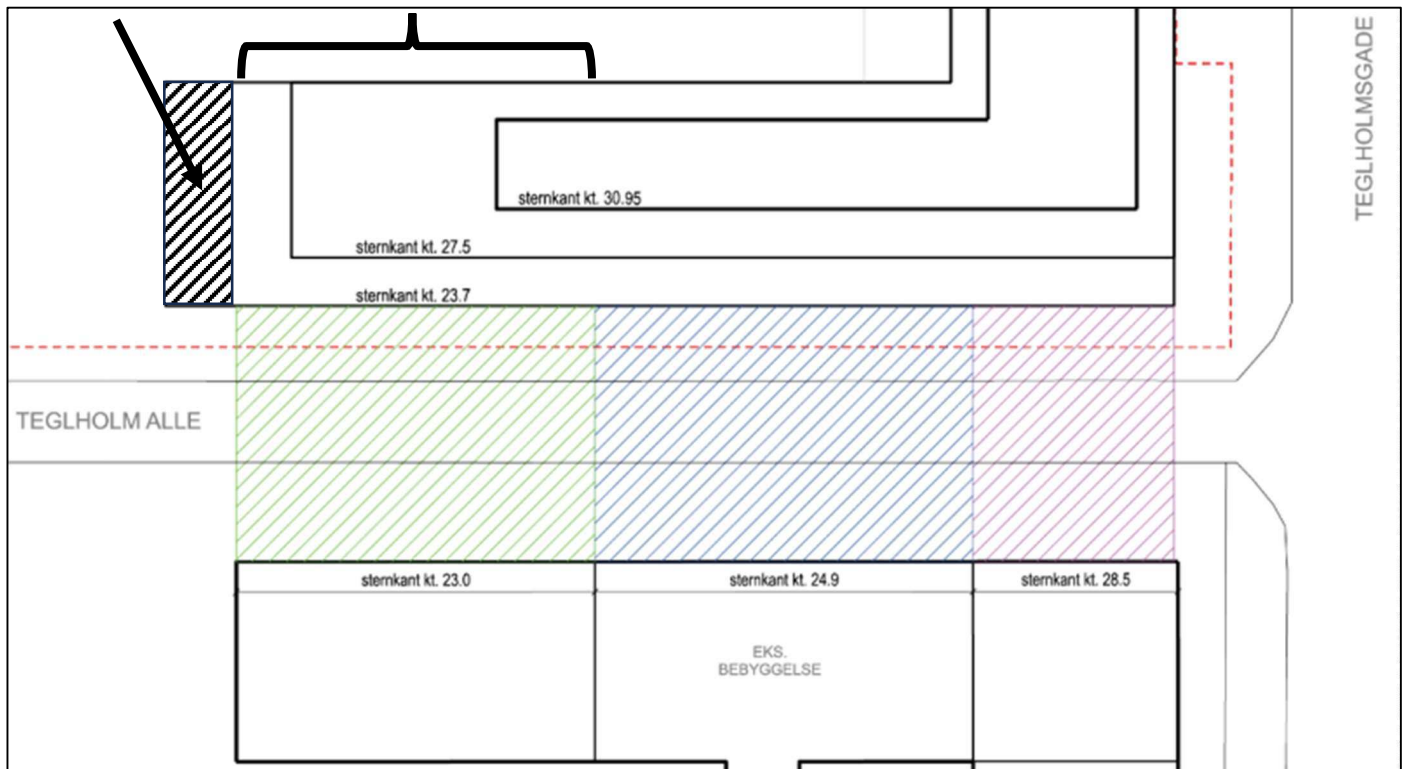 TEGLHOLMSGADE
sternkant kt. 30.95
sternkant kt. 27.5
sternkant kt. 23.7
TEGLHOLM ALLE
sternkant kt. 23.0
sternkant kt. 24.9
sternkant kt. 28.5
EKS.
BEBYGGELSE